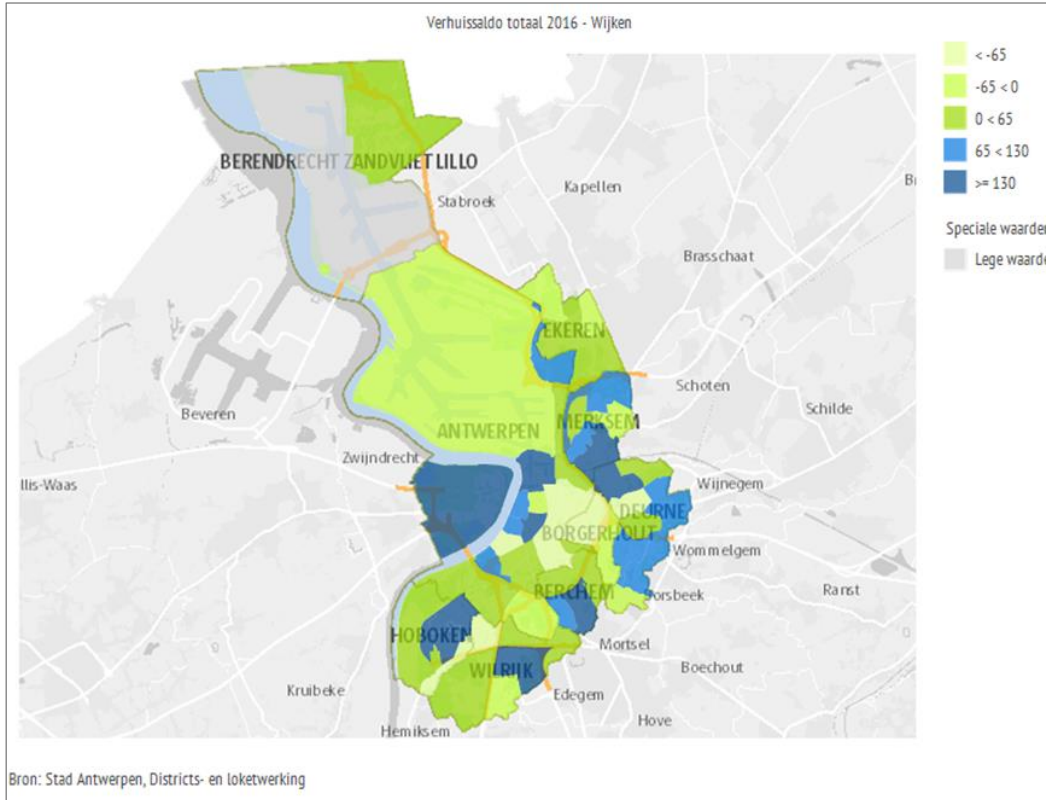 Verhuissaldo totaal 2016 - Wijken
< -65
-65 < 0
0 < 65
65 < 130
>= 130
Speciale waarden
Lege waarde
BERENDRECHT ZANDVLIET LILLO
Kapellen
Stabroek
Brasschaat
EKEREN
Schoten
Schilde
Beveren
MERKSEM
ANTWERPEN
Zwijndrecht
llis-Waas
Wijnegem
DEURNE
BORGERHOUT
Wommelgem
BERCHEM
Ranst
HOBOKEN
Mortsel
Boechout
WILRIJK
Kruibeke
Edegem
Hove
Hemiksem
Bron: Stad Antwerpen, Districts- en loketwerking